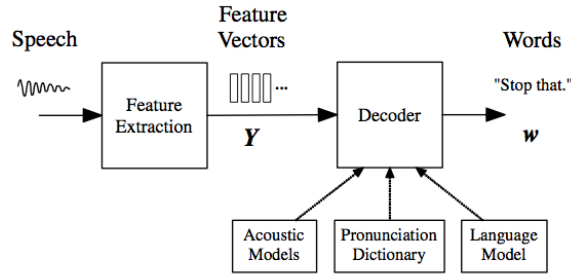 Speech
Feature
Vectors
Words
Feature
Extraction
...
Y
Decoder
"Stop that."
w
Acoustic
Models
Pronunciation
Dictionary
Language
Model